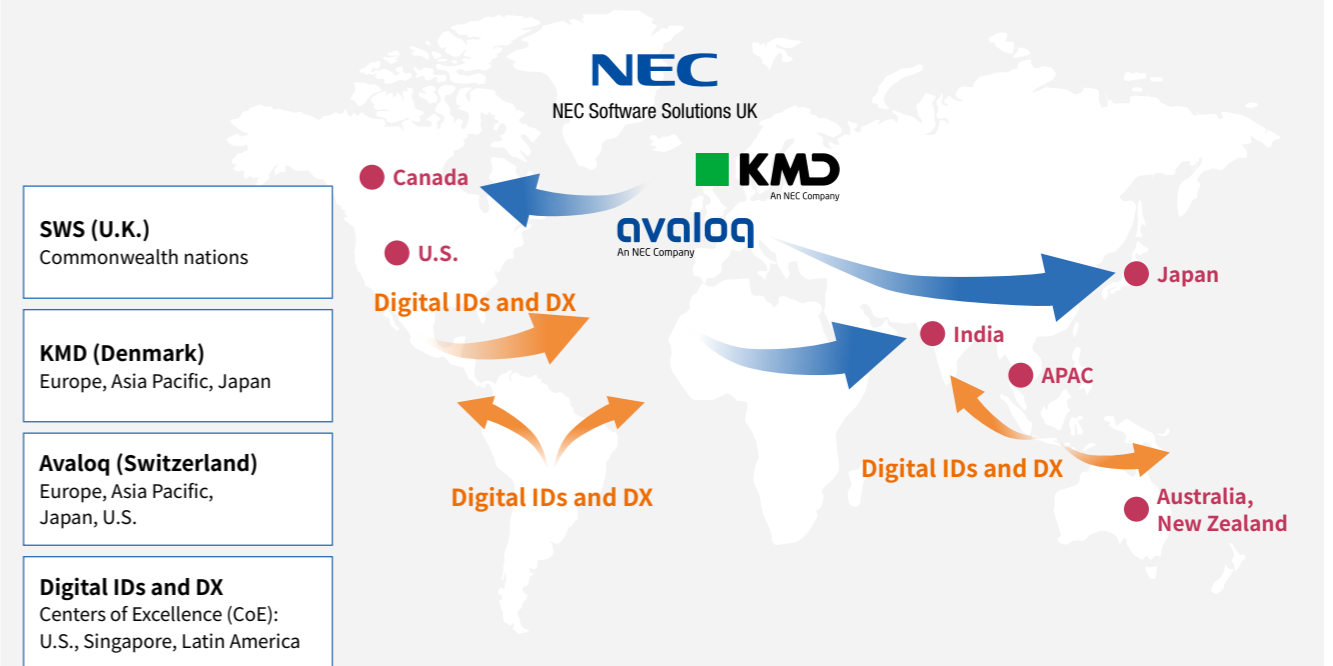 NEC
NEC Software Solutions UK
KMD
An NEC Company
avaloq
An NEC Company
Canada
U.S.
Digital IDs and DX
Japan
India
APAC
Digital IDs and DX
Digital IDs and DX
Australia,
New Zealand
SWS (U.K.)
Commonwealth nations
KMD (Denmark)
Europe, Asia Pacific, Japan
Avaloq (Switzerland)
Europe, Asia Pacific,
Japan, U.S.
Digital IDs and DX
Centers of Excellence (CoE):
U.S., Singapore, Latin America